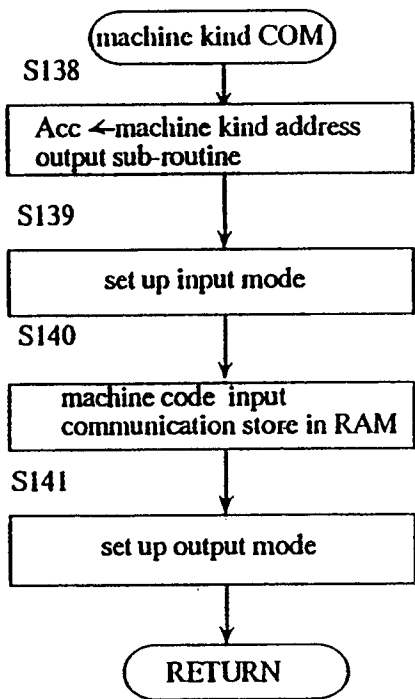 machine kind COM
S138
Acc ←machine kind address
output sub-routine
S139
set up input mode
S140
machine code input
communication store in RAM
S141
set up output mode
RETURN